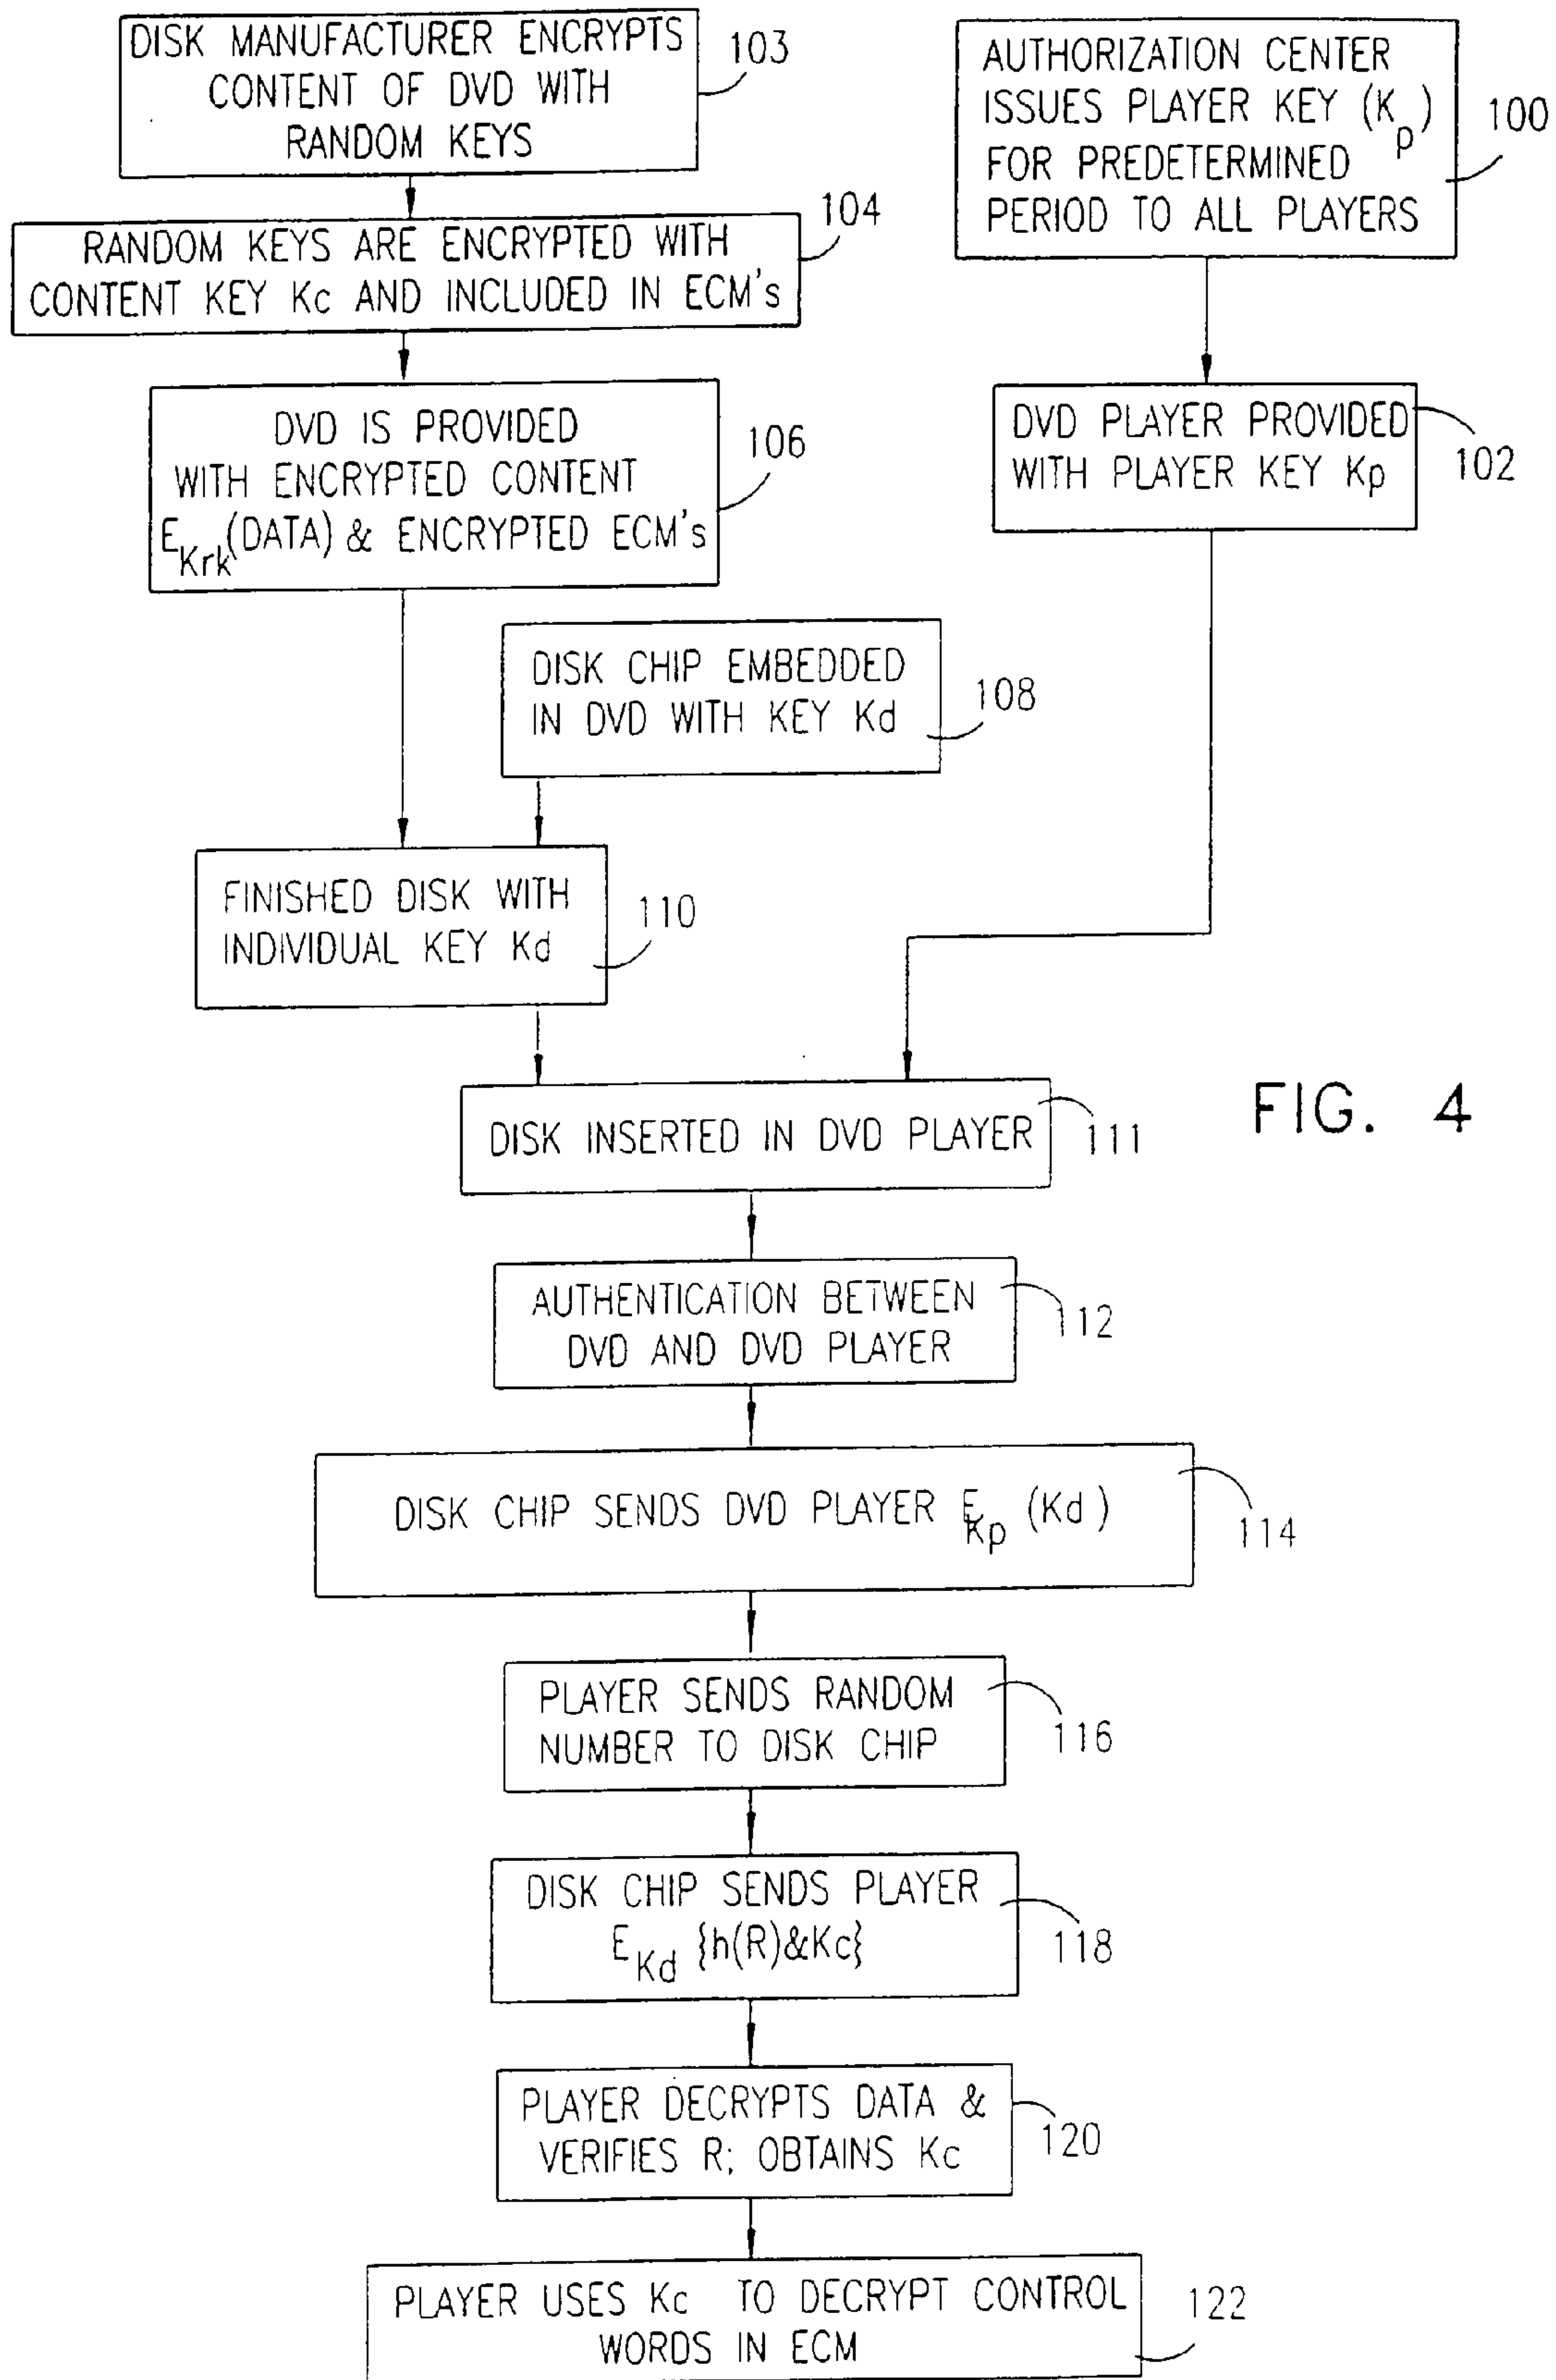 DISK MANUFACTURER ENCRYPTS
CONTENT OF DVD WITH
RANDOM KEYS
103
AUTHORIZATION CENTER
ISSUES PLAYER KEY (Kp)
FOR PREDETERMINED
PERIOD TO ALL PLAYERS
100
RANDOM KEYS ARE ENCRYPTED WITH
CONTENT KEY Kc AND INCLUDED IN ECM's
104
DVD IS PROVIDED
WITH ENCRYPTED CONTENT
EKrk(DATA) & ENCRYPTED ECM's
106
DVD PLAYER PROVIDED
WITH PLAYER KEY Kp
102
DISK CHIP EMBEDDED
IN DVD WITH KEY Kd
108
FINISHED DISK WITH
INDIVIDUAL KEY Kd
110
DISK INSERTED IN DVD PLAYER
111
FIG. 4
AUTHENTICATION BETWEEN
DVD AND DVD PLAYER
112
DISK CHIP SENDS DVD PLAYER EKp (Kd)
114
PLAYER SENDS RANDOM
NUMBER TO DISK CHIP
116
DISK CHIP SENDS PLAYER
EKd {h(R)&Kc}
118
PLAYER DECRYPTS DATA &
VERIFIES R; OBTAINS Kc
120
PLAYER USES Kc TO DECRYPT CONTROL
WORDS IN ECM
122